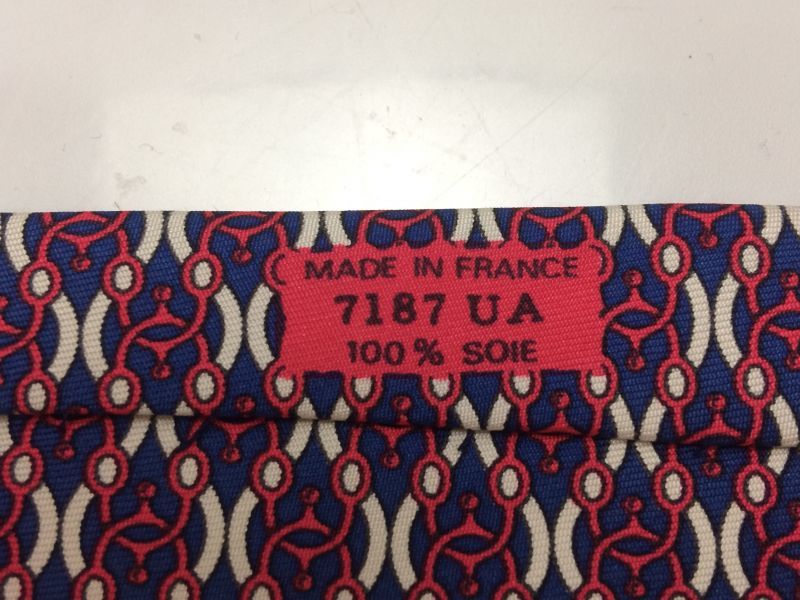 MADE IN FRANCE
7187 UA
100% SOIE